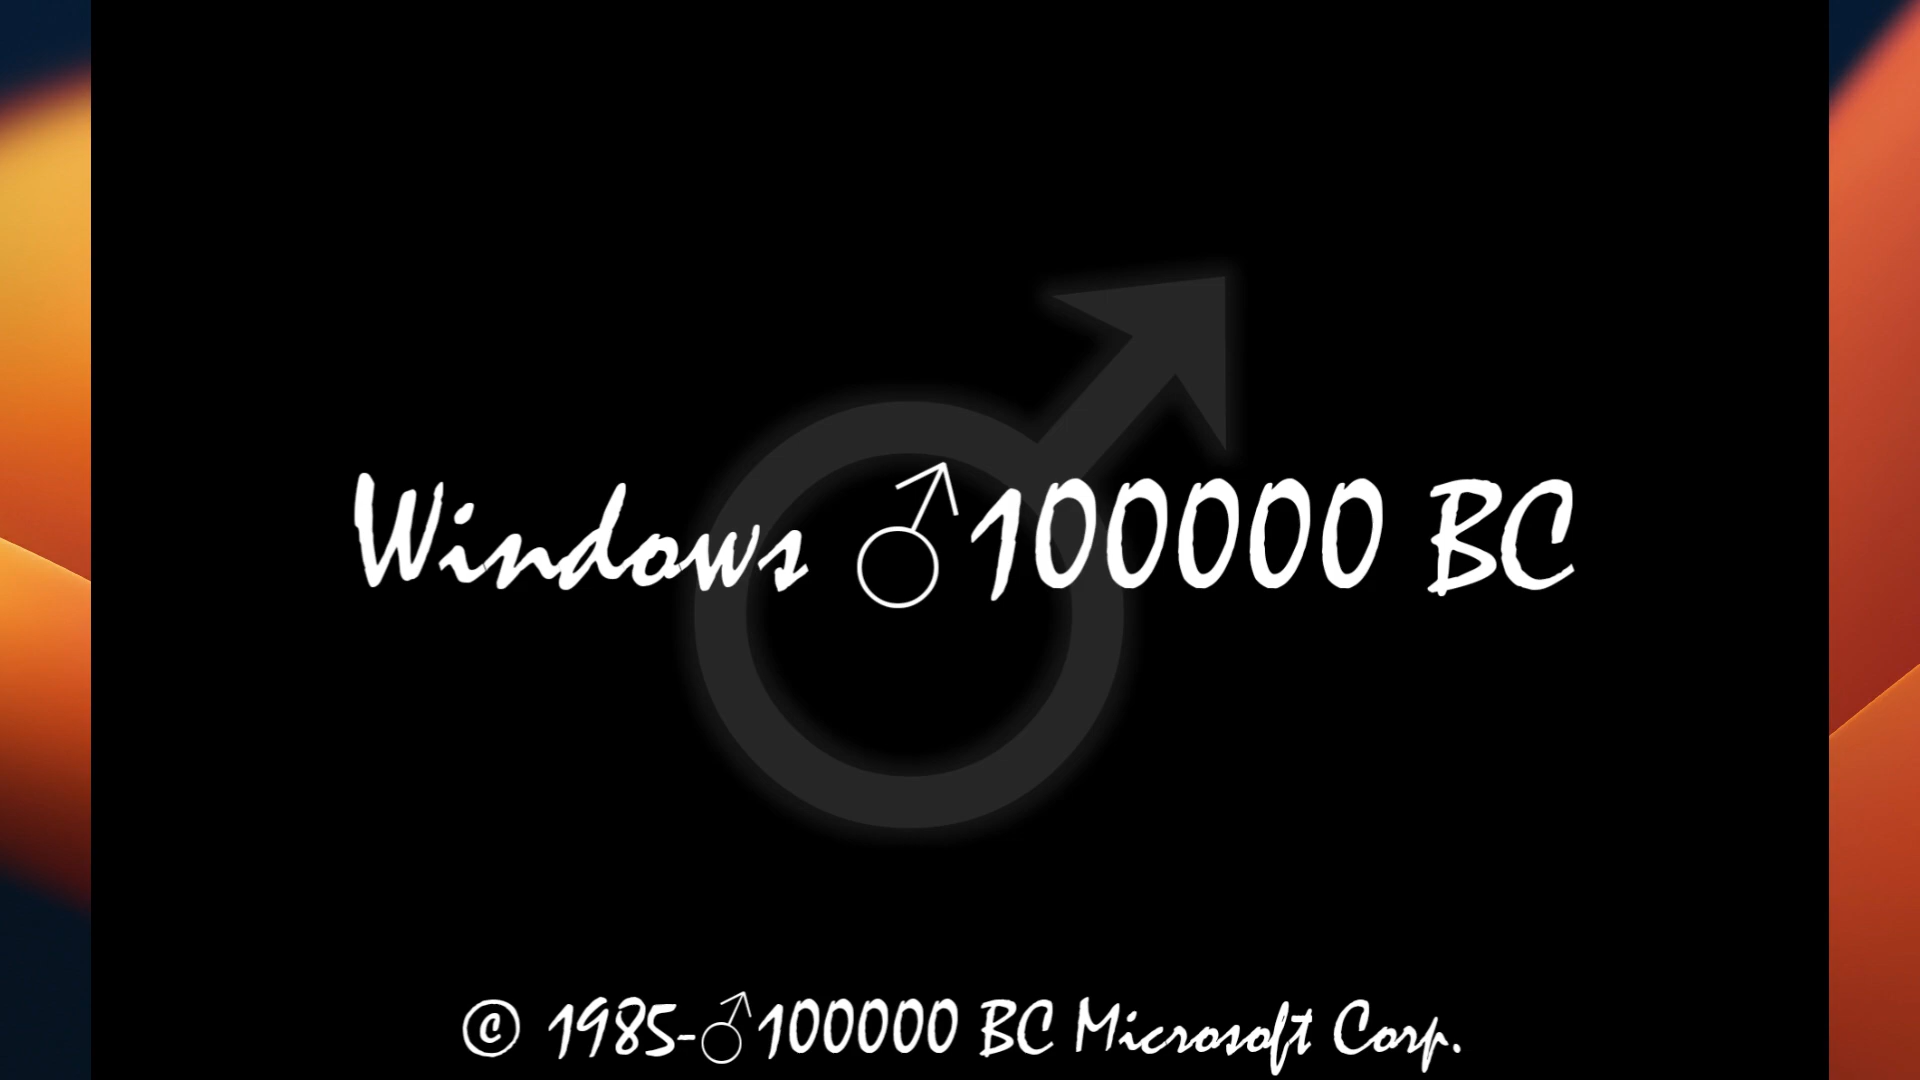 Windows ♂100000 BC
© 1985-♂100000 BC Microsoft Corp.